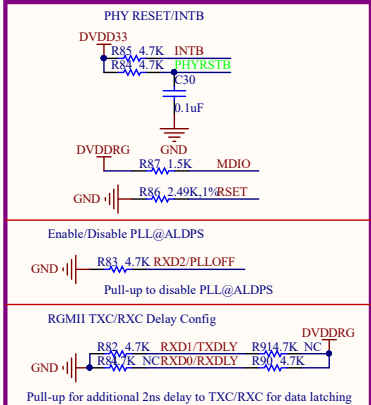 PHY RESET/INTB
DVDD33
R85 4.7K INTB
R84 4.7K PHYRSTB
C30
0.1uF
GND
DVDDRG
R87 1.5K MDIO
GND R86 2.49K,1% RSET
Enable/Disable PLL@ALDPS
GND R83 4.7K RXD2/PLLOFF
Pull-up to disable PLL@ALDPS
RGMII TXC/RXC Delay Config
DVDDRG
R82 4.7K RXD1/TXDLY R91 4.7K NC
GND R84 4.7K NC RXD0/RXDLY R90 4.7K
Pull-up for additional 2ns delay to TXC/RXC for data latching